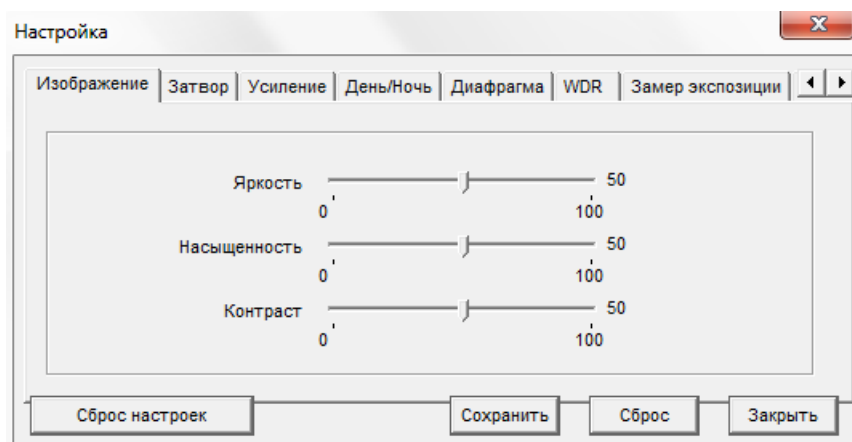 Настройка
Изображение Затвор Усиление День/Ночь Диафрагма WDR Замер экспозиции
Яркость 50
0 100
Насыщенность 50
0 100
Контраст 50
0 100
Сброс настроек Сохранить Сброс Закрыть